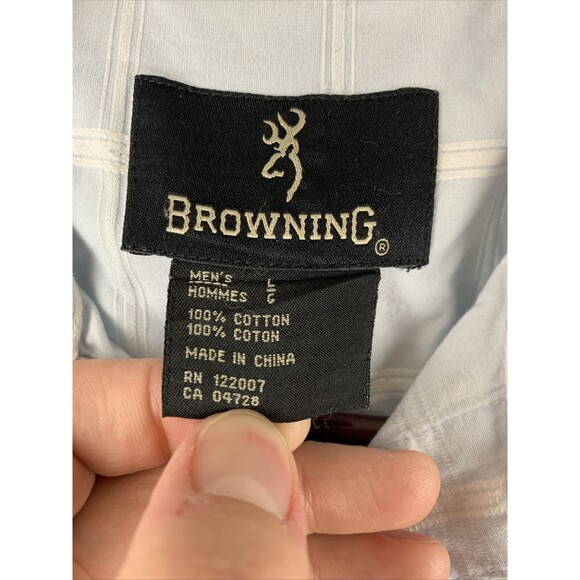 BROWNING®
MEN'S L
HOMMES G
100% COTTON
100% COTON
MADE IN CHINA
RN 122007
CA 04728